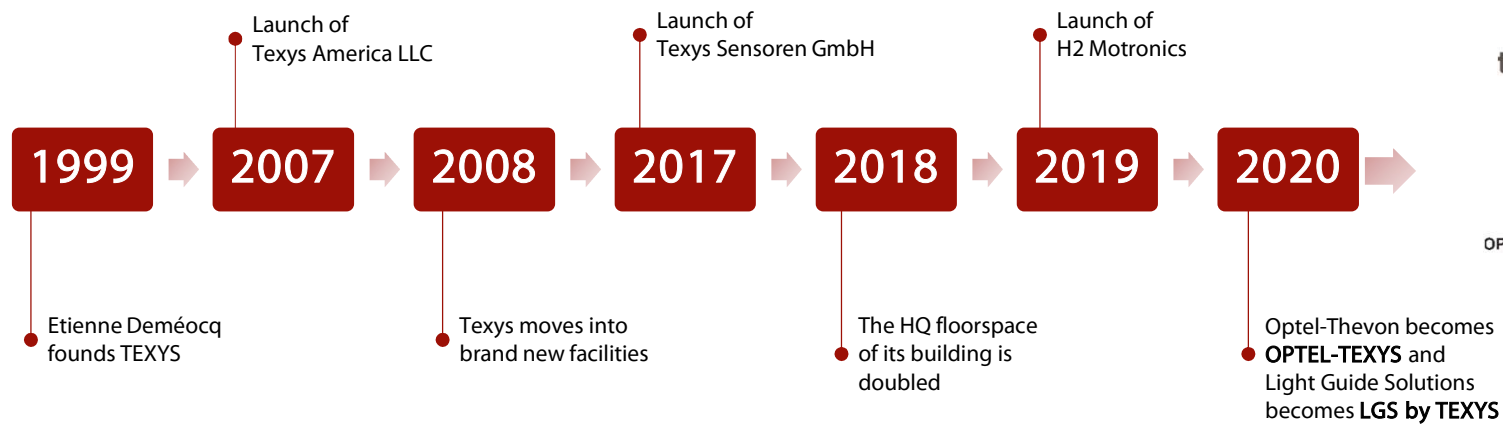 Launch of
Texys America LLC
Launch of
Texys Sensoren GmbH
Launch of
H2 Motronics
1999
2007
2008
2017
2018
2019
2020
Etienne Deméocq
founds TEXYS
Texys moves into
brand new facilities
The HQ floorspace
of its building is
doubled
Optel-Thevon becomes
OPTEL-TEXYS and
Light Guide Solutions
becomes LGS by TEXYS